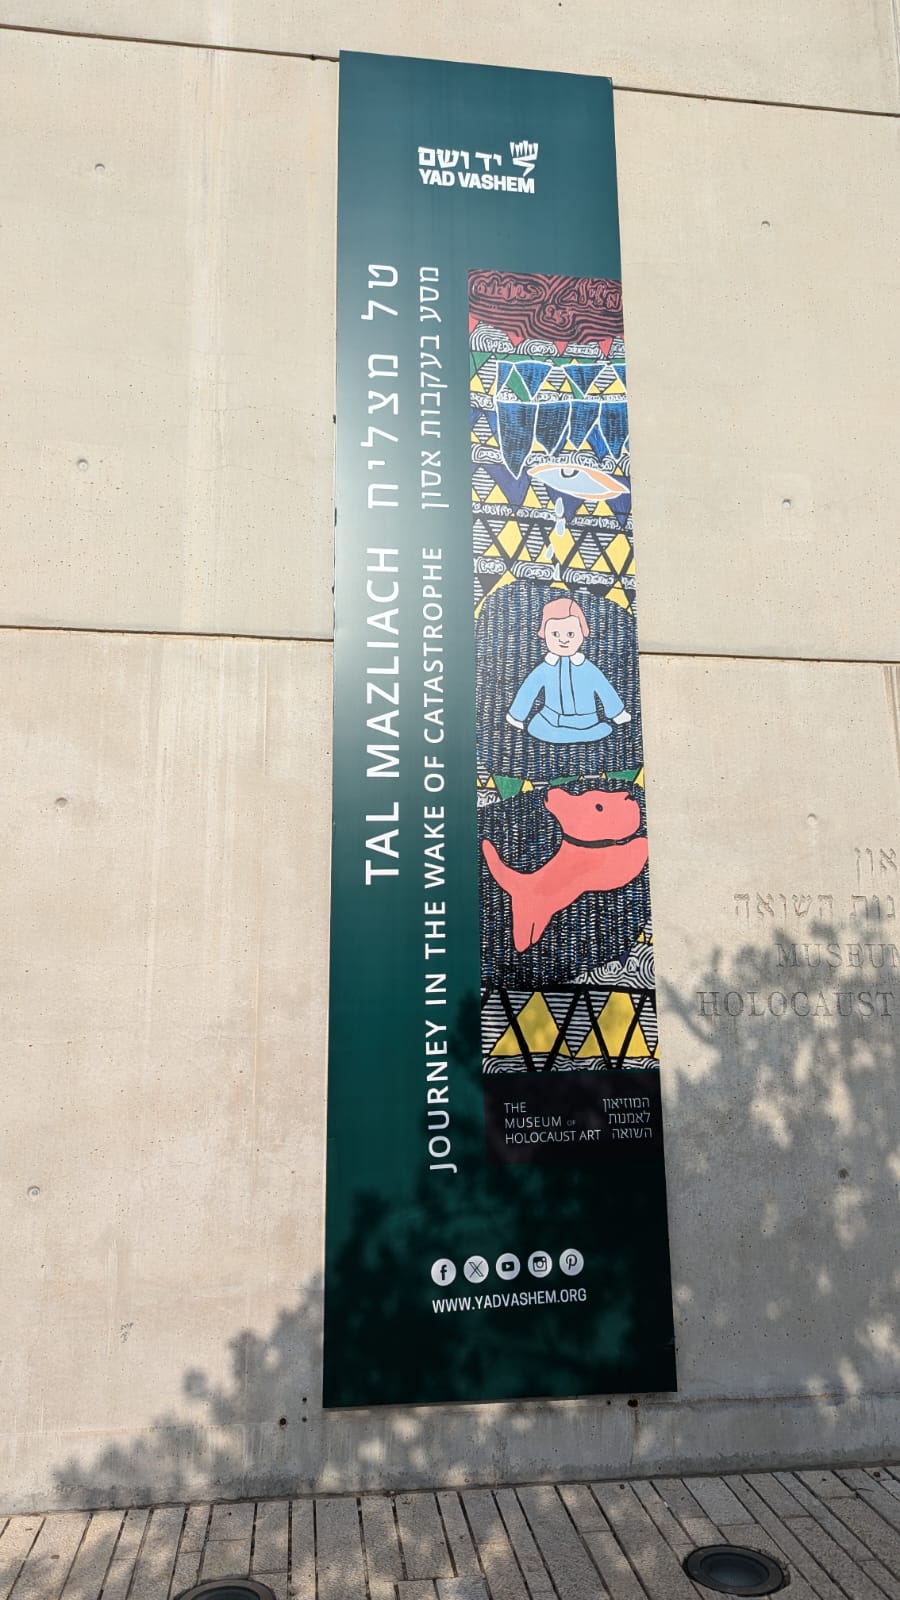 יד ושם
YAD VASHEM
טל מצליח
TAL MAZLIACH
מסע בעקבות אסון
JOURNEY IN THE WAKE OF CATASTROPHE
THE
MUSEUM OF
HOLOCAUST ART
המוזיאון
לאמנות
השואה
WWW.YADVASHEM.ORG
השואה
MUSEUM
HOLOCAUST